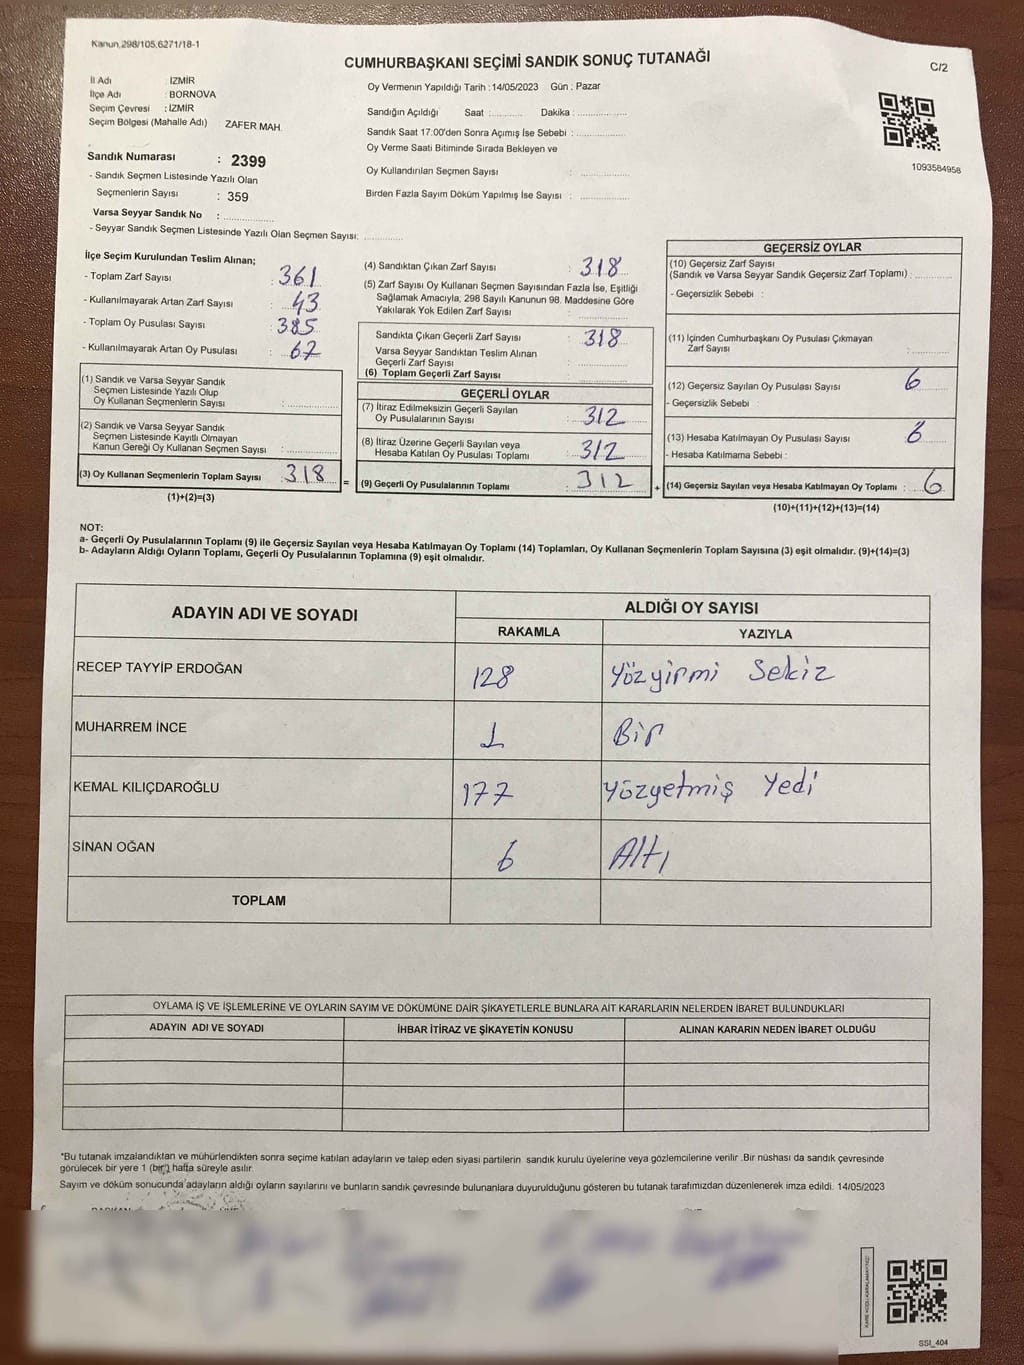 Kanun.298/105.6271/18-1
CUMHURBAŞKANI SEÇİMİ SANDIK SONUÇ TUTANAĞI
C/2
İl Adı : İZMİR
İlçe Adı : BORNOVA
Seçim Çevresi : İZMİR
Seçim Bölgesi (Mahalle Adı) : ZAFER MAH.
Sandık Numarası : 2399
- Sandık Seçmen Listesinde Yazılı Olan
Seçmenlerin Sayısı : 359
Varsa Seyyar Sandık No : ..............
- Seyyar Sandık Seçmen Listesinde Yazılı Olan Seçmen Sayısı: ............
Oy Vermenin Yapıldığı Tarih : 14/05/2023 Gün : Pazar
Sandığın Açıldığı Saat : ............ Dakika : ................
Sandık Saat 17:00'den Sonra Açımış İse Sebebi : ................
Oy Verme Saati Bitiminde Sırada Bekleyen ve
Oy Kullandırılan Seçmen Sayısı : ................
Birden Fazla Sayım Döküm Yapılmış İse Sayısı : ................
1093584958
İlçe Seçim Kurulundan Teslim Alınan;
- Toplam Zarf Sayısı : 361
- Kullanılmayarak Artan Zarf Sayısı : 43
- Toplam Oy Pusulası Sayısı : 385
- Kullanılmayarak Artan Oy Pusulası : 67
(1) Sandık ve Varsa Seyyar Sandık
Seçmen Listesinde Yazılı Olup
Oy Kullanan Seçmenlerin Sayısı : ................
(2) Sandık ve Varsa Seyyar Sandık
Seçmen Listesinde Kayıtlı Olmayan
Kanun Gereği Oy Kullanan Seçmen Sayısı : ................
(3) Oy Kullanan Seçmenlerin Toplam Sayısı : 318 =
(1)+(2)=(3)
(4) Sandıktan Çıkan Zarf Sayısı : 318
(5) Zarf Sayısı Oy Kullanan Seçmen Sayısından Fazla İse, Eşitliği
Sağlamak Amacıyla; 298 Sayılı Kanunun 98. Maddesine Göre
Yakılarak Yok Edilen Zarf Sayısı : ................
Sandıkta Çıkan Geçerli Zarf Sayısı : 318
Varsa Seyyar Sandıktan Teslim Alınan
Geçerli Zarf Sayısı : ................
(6) Toplam Geçerli Zarf Sayısı : ................
GEÇERLİ OYLAR
(7) İtiraz Edilmeksizin Geçerli Sayılan
Oy Pusulalarının Sayısı : 312
(8) İtiraz Üzerine Geçerli Sayılan veya
Hesaba Katılan Oy Pusulası Toplamı : 312
(9) Geçerli Oy Pusulalarının Toplamı : 312 +
GEÇERSİZ OYLAR
(10) Geçersiz Zarf Sayısı
(Sandık ve Varsa Seyyar Sandık Geçersiz Zarf Toplamı) : ............
- Geçersizlik Sebebi :
(11) İçinden Cumhurbaşkanı Oy Pusulası Çıkmayan
Zarf Sayısı : ............
(12) Geçersiz Sayılan Oy Pusulası Sayısı 6
- Geçersizlik Sebebi :
(13) Hesaba Katılmayan Oy Pusulası Sayısı : 6
- Hesaba Katılmama Sebebi :
(14) Geçersiz Sayılan veya Hesaba Katılmayan Oy Toplamı : 6
(10)+(11)+(12)+(13)=(14)
NOT:
a- Geçerli Oy Pusulalarının Toplamı (9) ile Geçersiz Sayılan veya Hesaba Katılmayan Oy Toplamı (14) Toplamları, Oy Kullanan Seçmenlerin Toplam Sayısına (3) eşit olmalıdır. (9)+(14)=(3)
b- Adayların Aldığı Oyların Toplamı, Geçerli Oy Pusulalarının Toplamına (9) eşit olmalıdır.
ADAYIN ADI VE SOYADI
ALDIĞI OY SAYISI
RAKAMLA YAZIYLA
RECEP TAYYİP ERDOĞAN 128 Yüzyirmi Sekiz
MUHARREM İNCE 1 Bir
KEMAL KILIÇDAROĞLU 177 Yüzyetmiş Yedi
SİNAN OĞAN 6 Altı
TOPLAM
OYLAMA İŞ VE İŞLEMLERİNE VE OYLARIN SAYIM VE DÖKÜMÜNE DAİR ŞİKAYETLERLE BUNLARA AİT KARARLARIN NELERDEN İBARET BULUNDUKLARI
ADAYIN ADI VE SOYADI İHBAR İTİRAZ VE ŞİKAYETİN KONUSU ALINAN KARARIN NEDEN İBARET OLDUĞU
*Bu tutanak imzalandıktan ve mühürlendikten sonra seçime katılan adayların ve talep eden siyasi partilerin sandık kurulu üyelerine veya gözlemcilerine verilir .Bir nüshası da sandık çevresinde
görülecek bir yere 1 (bir) hafta süreyle asılır.
Sayım ve döküm sonucunda adayların aldığı oyların sayılarını ve bunların sandık çevresinde bulunanlara duyurulduğunu gösteren bu tutanak tarafımızdan düzenlenerek imza edildi. 14/05/2023
SSI_404